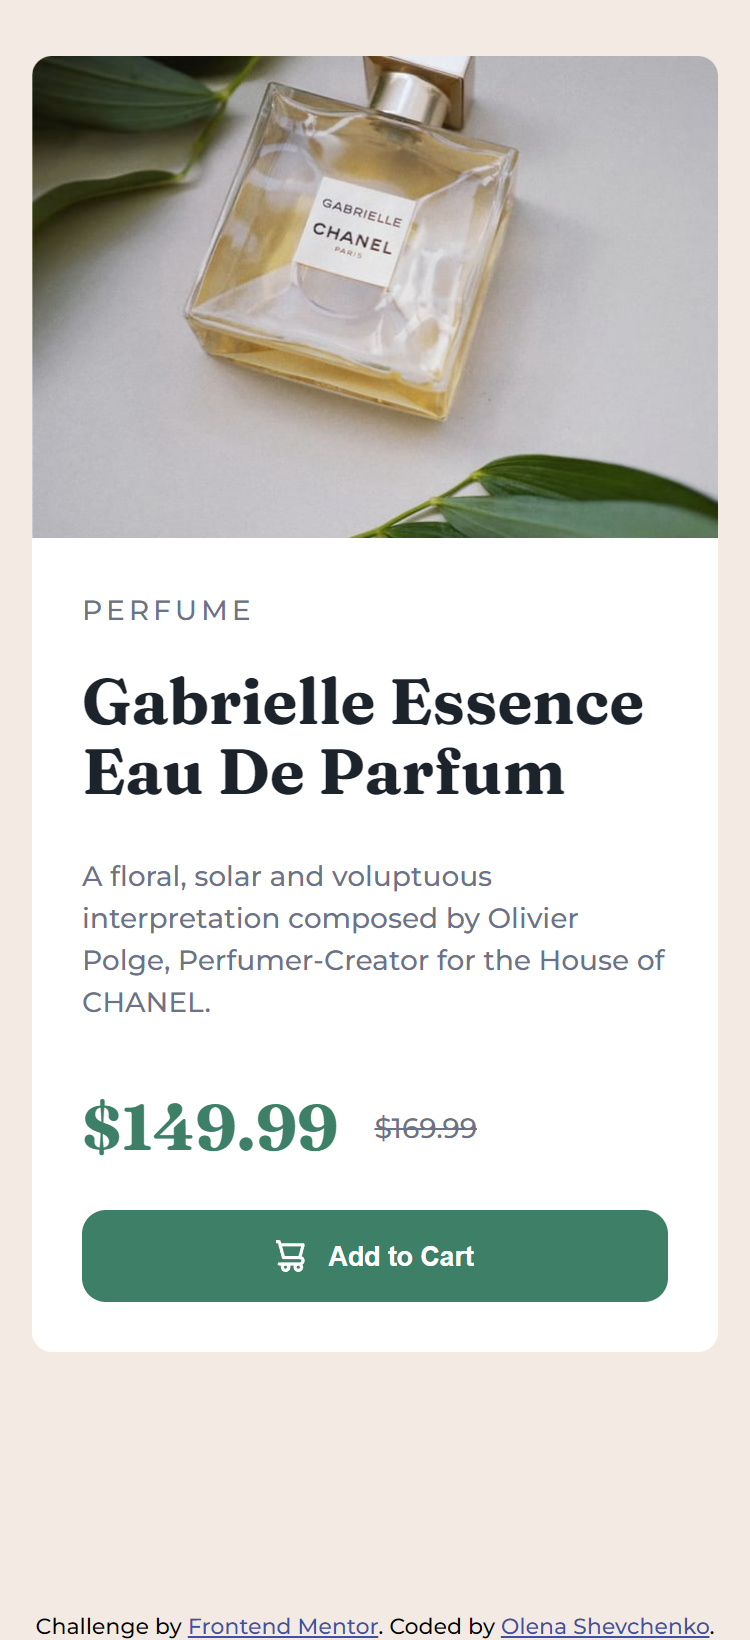 GABRIELLE
CHANEL
PARIS
PERFUME
Gabrielle Essence
Eau De Parfum
A floral, solar and voluptuous
interpretation composed by Olivier
Polge, Perfumer-Creator for the House of
CHANEL.
$149.99 $169.99
Add to Cart
Challenge by Frontend Mentor. Coded by Olena Shevchenko.